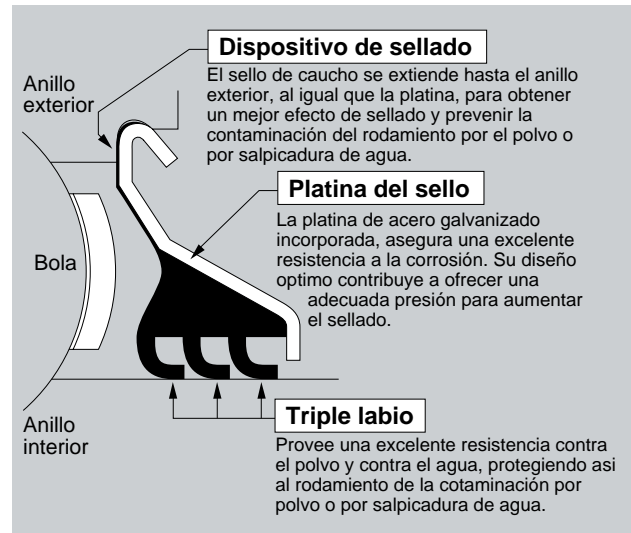 Dispositivo de sellado
El sello de caucho se extiende hasta el anillo
exterior, al igual que la platina, para obtener
un mejor efecto de sellado y prevenir la
contaminación del rodamiento por el polvo o
por salpicadura de agua.
Anillo
exterior
Platina del sello
La platina de acero galvanizado
incorporada, asegura una excelente
resistencia a la corrosión. Su diseño
optimo contribuye a ofrecer una
adecuada presión para aumentar
el sellado.
Bola
Triple labio
Provee una excelente resistencia contra
el polvo y contra el agua, protegiendo asi
al rodamiento de la cotaminación por
polvo o por salpicadura de agua.
Anillo
interior